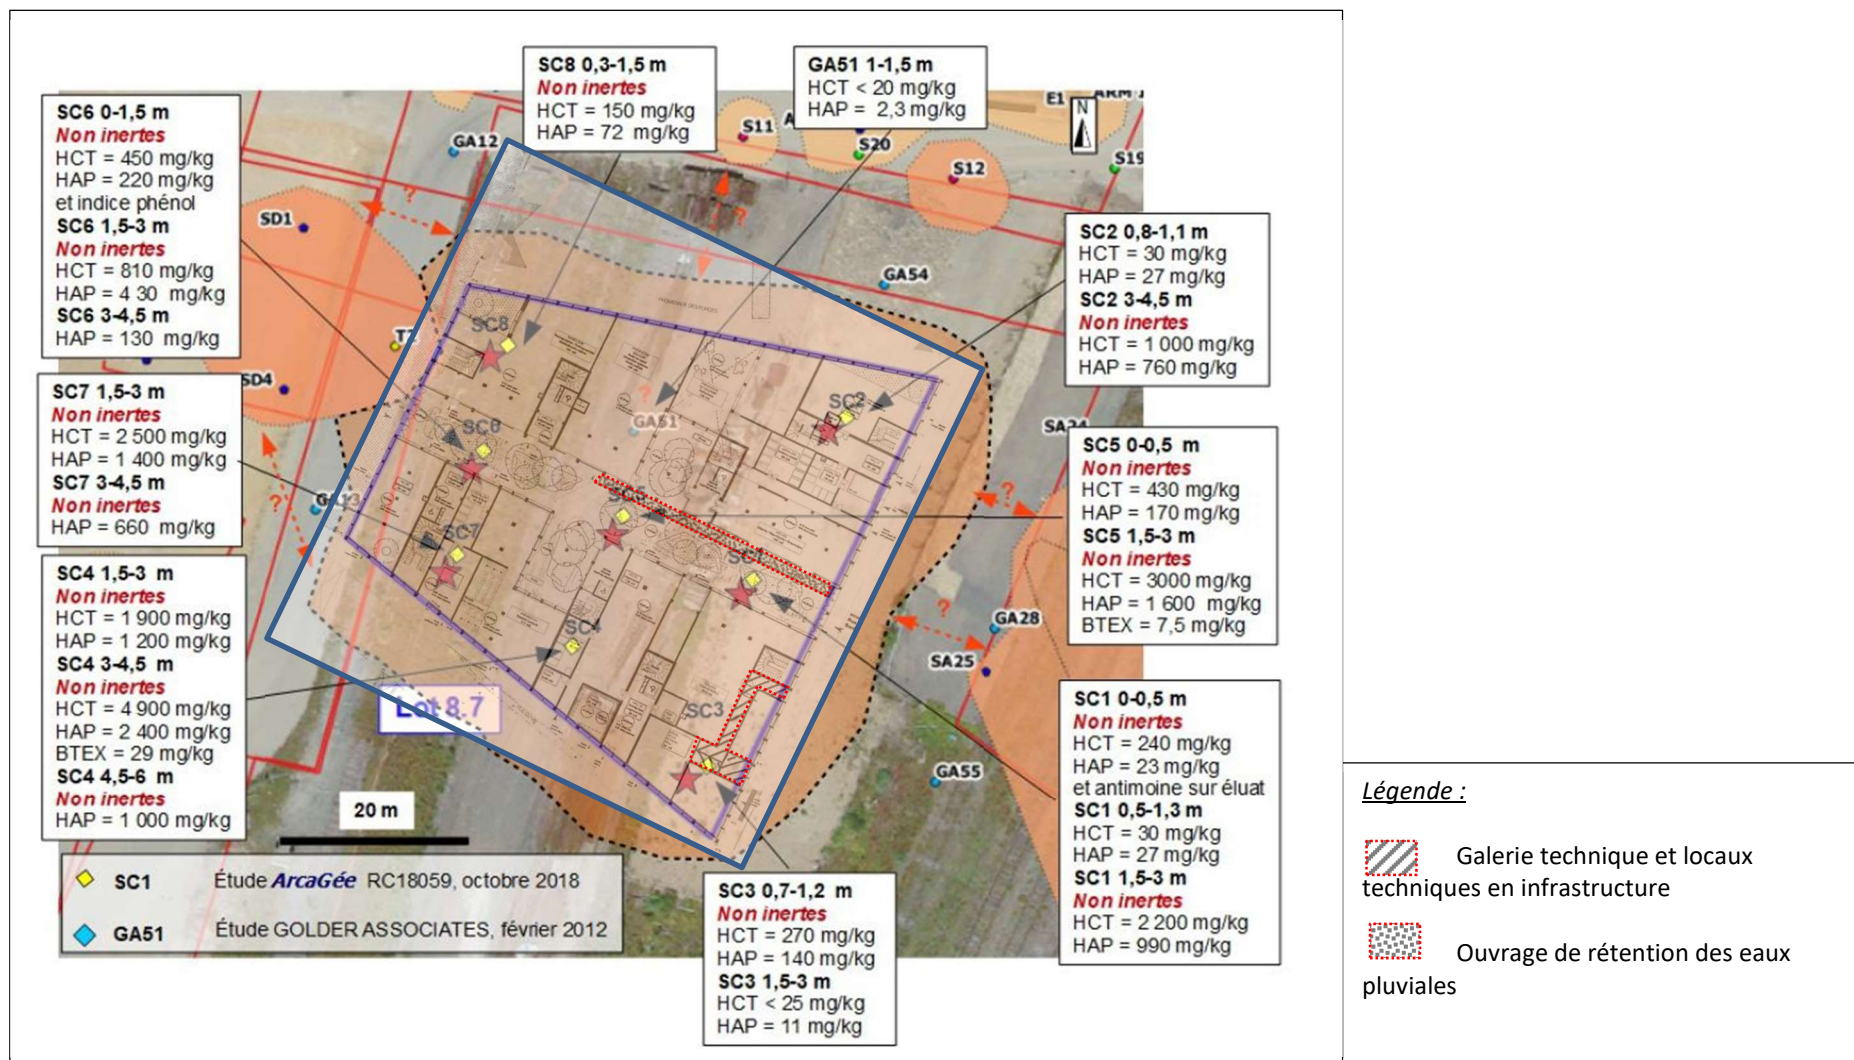 SC8 0,3-1,5 m
Non inertes
HCT = 150 mg/kg
HAP = 72 mg/kg
GA51 1-1,5 m
HCT < 20 mg/kg
HAP = 2,3 mg/kg
SC6 0-1,5 m
Non inertes
HCT = 450 mg/kg
HAP = 220 mg/kg
et indice phénol
SC6 1,5-3 m
Non inertes
HCT = 810 mg/kg
HAP = 4 30 mg/kg
SC6 3-4,5 m
HAP = 130 mg/kg
SC7 1,5-3 m
Non inertes
HCT = 2 500 mg/kg
HAP = 1 400 mg/kg
SC7 3-4,5 m
Non inertes
HAP = 660 mg/kg
SC4 1,5-3 m
Non inertes
HCT = 1 900 mg/kg
HAP = 1 200 mg/kg
SC4 3-4,5 m
Non inertes
HCT = 4 900 mg/kg
HAP = 2 400 mg/kg
BTEX = 29 mg/kg
SC4 4,5-6 m
Non inertes
HAP = 1 000 mg/kg
GA12
S11
S20
E1
N
S12
S19
SD1
SD4
GA54
GA13
SC8
SC6
SC7
GA51
SC2
SC5
SC4
SC3
Lot 8.7
GA28
SA25
GA55
SA24
?
?
?
?
?
?
SC2 0,8-1,1 m
HCT = 30 mg/kg
HAP = 27 mg/kg
SC2 3-4,5 m
Non inertes
HCT = 1 000 mg/kg
HAP = 760 mg/kg
SC5 0-0,5 m
Non inertes
HCT = 430 mg/kg
HAP = 170 mg/kg
SC5 1,5-3 m
Non inertes
HCT = 3000 mg/kg
HAP = 1 600 mg/kg
BTEX = 7,5 mg/kg
SC1 0-0,5 m
Non inertes
HCT = 240 mg/kg
HAP = 23 mg/kg
et antimoine sur éluat
SC1 0,5-1,3 m
HCT = 30 mg/kg
HAP = 27 mg/kg
SC1 1,5-3 m
Non inertes
HCT = 2 200 mg/kg
HAP = 990 mg/kg
SC3 0,7-1,2 m
Non inertes
HCT = 270 mg/kg
HAP = 140 mg/kg
SC3 1,5-3 m
HCT < 25 mg/kg
HAP = 11 mg/kg
20 m
SC1 Étude ArcaGée RC18059, octobre 2018
GA51 Étude GOLDER ASSOCIATES, février 2012
Légende :
Galerie technique et locaux
techniques en infrastructure
Ouvrage de rétention des eaux
pluviales